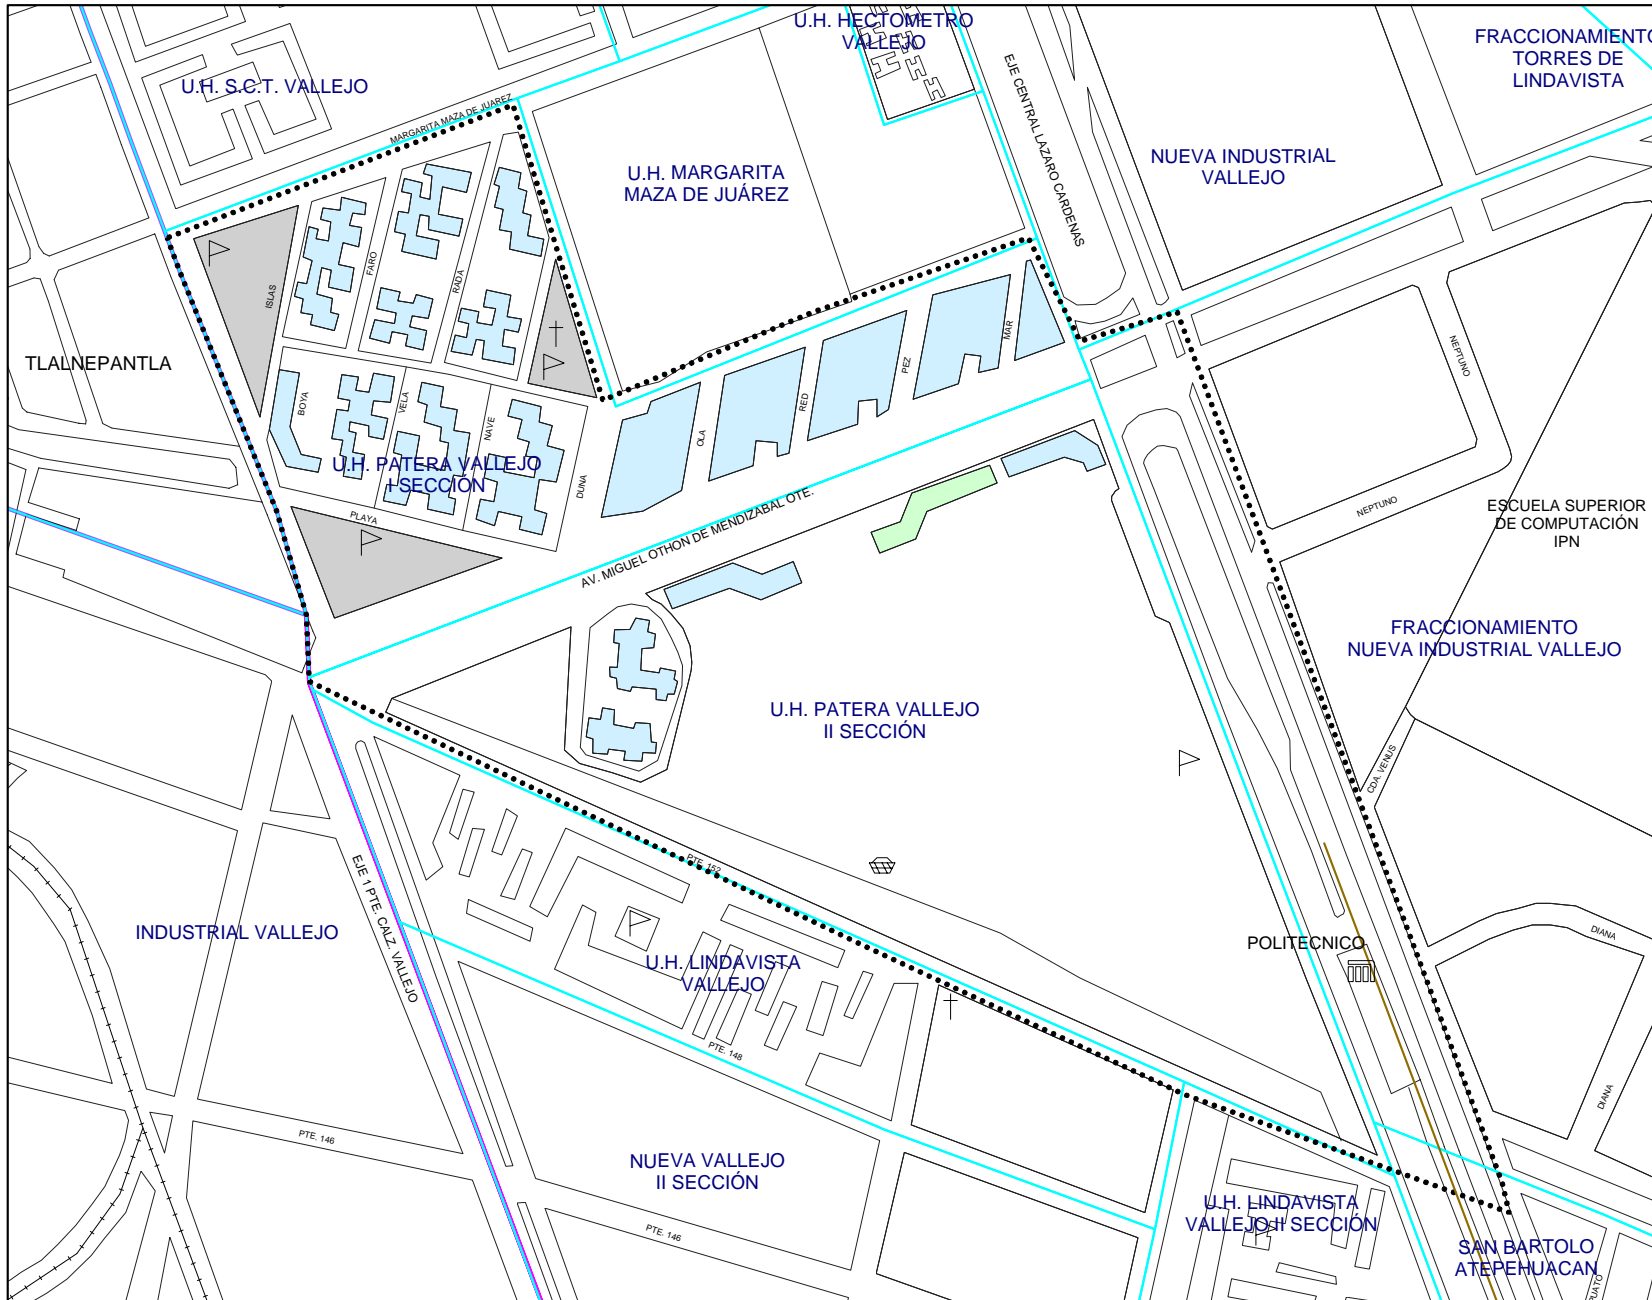 U.H. HECTOMETRO
VALLEJO
FRACCIONAMIENTO
TORRES DE
LINDAVISTA
U.H. S.C.T. VALLEJO
MARGARITA MAZA DE JUAREZ
EJE CENTRAL LAZARO CARDENAS
U.H. MARGARITA
MAZA DE JUÁREZ
NUEVA INDUSTRIAL
VALLEJO
ISLAS
FARO
RADA
TLALNEPANTLA
BOYA
VELA
NAVE
DUNA
OLA
RED
PEZ
MAR
NEPTUNO
U.H. PATERA VALLEJO
I SECCIÓN
PLAYA
AV. MIGUEL OTHON DE MENDIZABAL OTE.
NEPTUNO
ESCUELA SUPERIOR
DE COMPUTACIÓN
IPN
FRACCIONAMIENTO
NUEVA INDUSTRIAL VALLEJO
U.H. PATERA VALLEJO
II SECCIÓN
CDA. VENUS
PTE. 152
EJE 1 PTE. CALZ. VALLEJO
INDUSTRIAL VALLEJO
U.H. LINDAVISTA
VALLEJO
POLITECNICO
DIANA
PTE. 148
DIANA
PTE. 146
NUEVA VALLEJO
II SECCIÓN
PTE. 146
U.H. LINDAVISTA
VALLEJO II SECCIÓN
SAN BARTOLO
ATEPEHUACAN